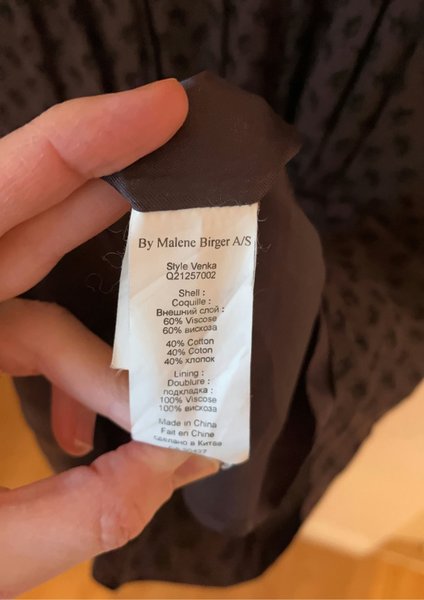 By Malene Birger A/S
Style Venka
Q21257002
Shell :
Coquille :
Внешний слой :
60% Viscose
60% вискоза
40% Cotton
40% Coton
40% хлопок
Lining :
Doublure :
подкладка :
100% Viscose
100% вискоза
Made in China
Fait en Chine
сделано в Китае